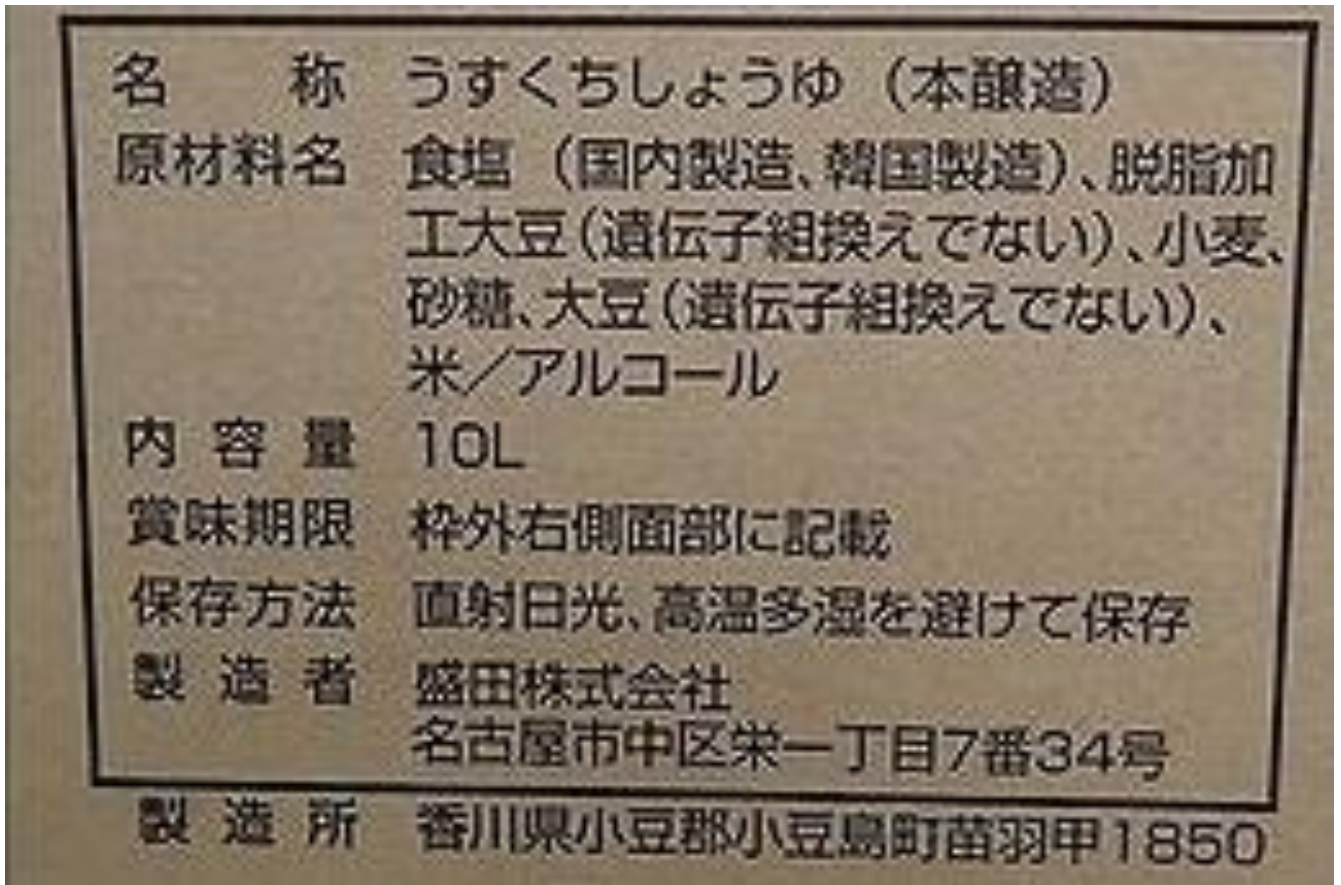 名称 うすくちしょうゆ（本醸造）
原材料名 食塩（国内製造、韓国製造）、脱脂加
工大豆（遺伝子組換えでない）、小麦、
砂糖、大豆（遺伝子組換えでない）、
米／アルコール
内容量 10L
賞味期限 枠外右側面部に記載
保存方法 直射日光、高温多湿を避けて保存
製造者 盛田株式会社
名古屋市中区栄一丁目7番34号
製造所 香川県小豆郡小豆島町苗羽甲1850